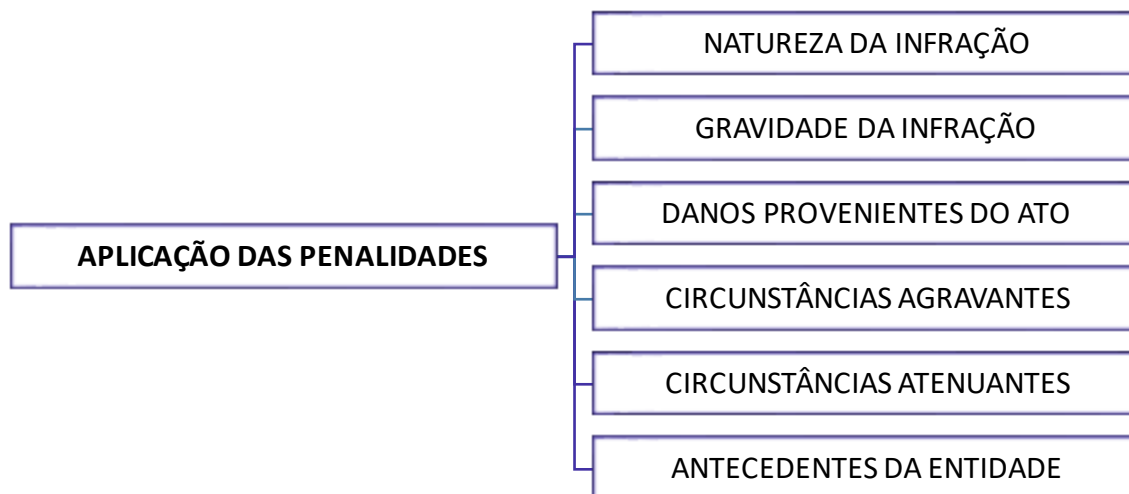 NATUREZA DA INFRAÇÃO
GRAVIDADE DA INFRAÇÃO
DANOS PROVENIENTES DO ATO
APLICAÇÃO DAS PENALIDADES
CIRCUNSTÂNCIAS AGRAVANTES
CIRCUNSTÂNCIAS ATENUANTES
ANTECEDENTES DA ENTIDADE